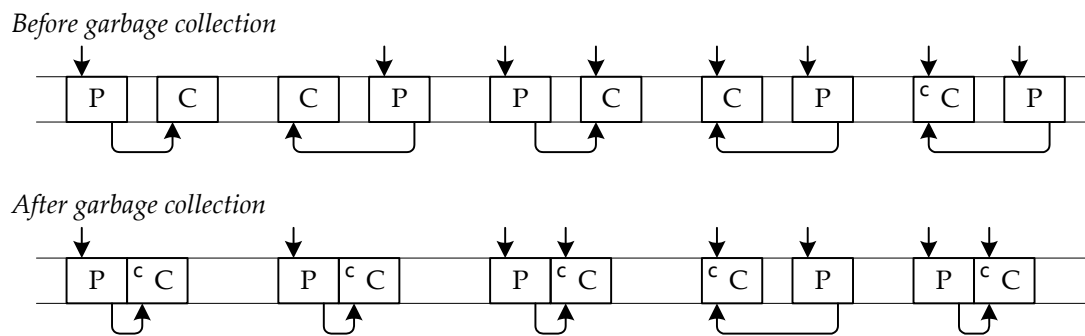 Before garbage collection
P C C P P C C P c C P
After garbage collection
P c C P c C P c C c C P P c C